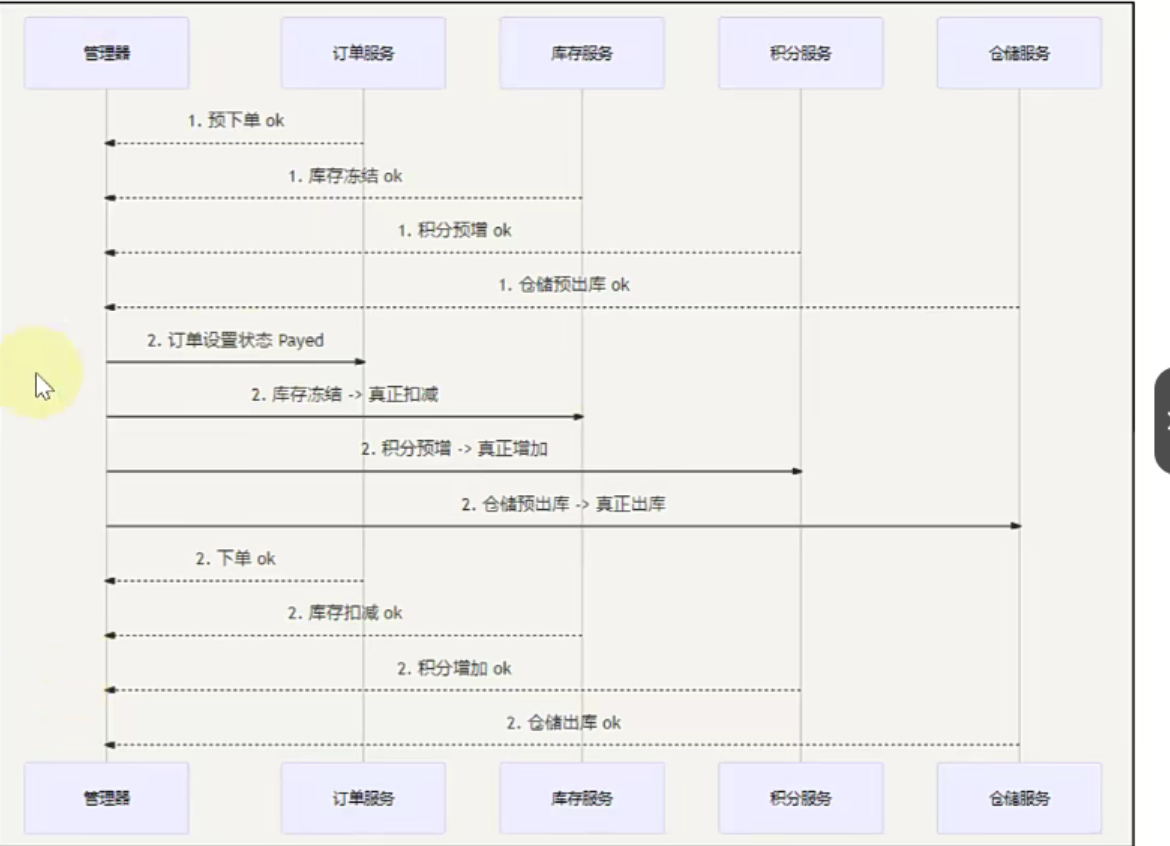 管理器
订单服务
库存服务
积分服务
仓储服务
1. 预下单 ok
1. 库存冻结 ok
1. 积分预增 ok
1. 仓储预出库 ok
2. 订单设置状态 Payed
2. 库存冻结 -> 真正扣减
2. 积分预增 -> 真正增加
2. 仓储预出库 -> 真正出库
2. 下单 ok
2. 库存扣减 ok
2. 积分增加 ok
2. 仓储出库 ok
管理器
订单服务
库存服务
积分服务
仓储服务